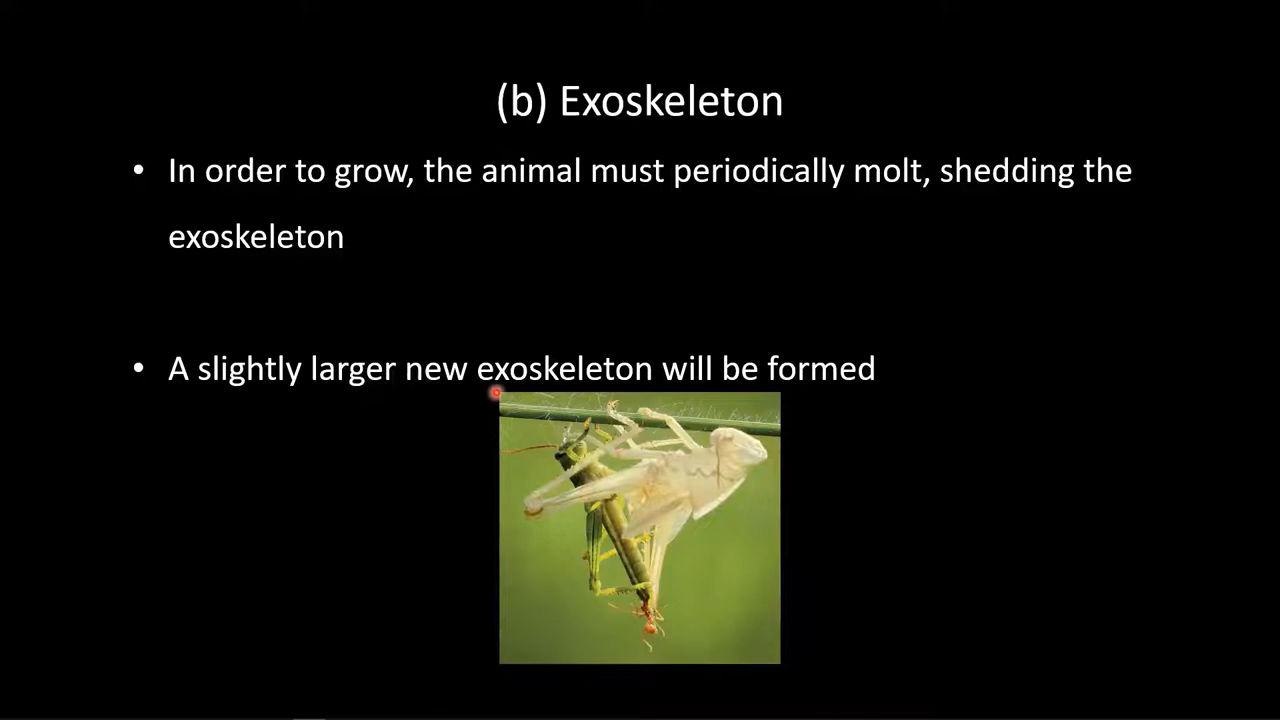 (b) Exoskeleton
• In order to grow, the animal must periodically molt, shedding the
exoskeleton
• A slightly larger new exoskeleton will be formed